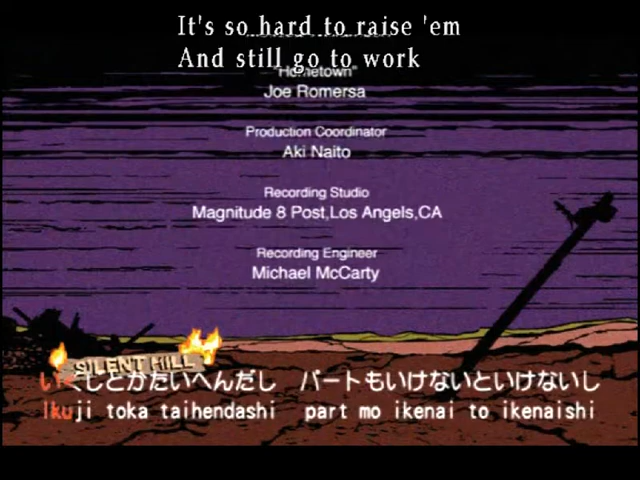 It's so hard to raise 'em
And still go to work
"Hometown"
Joe Romersa
Production Coordinator
Aki Naito
Recording Studio
Magnitude 8 Post,Los Angels,CA
Recording Engineer
Michael McCarty
SILENT HILL
いくじとかたいへんだし パートもいけないといけないし
Ikuji toka taihendashi part mo ikenai to ikenaishi